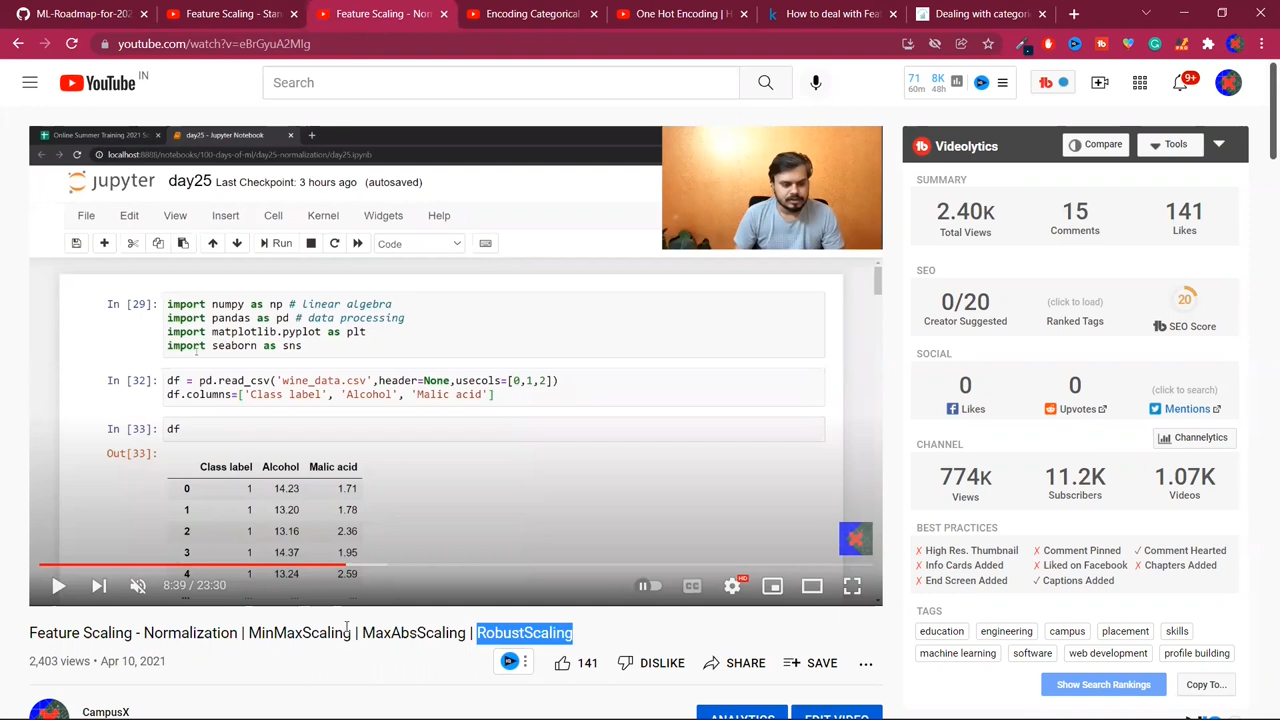 ML-Roadmap-for-202
Feature Scaling - Stan
Feature Scaling - Nor
Encoding Categorical
One Hot Encoding | H
How to deal with Feat
Dealing with categori
youtube.com/watch?v=eBrGyuA2MIg
YouTube IN
Search
71 60m 8K 48h
9+
Online Summer Training 2021 Sc
day25 - Jupyter Notebook
localhost:8888/notebooks/100-days-of-ml/day25-normalization/day25.ipynb
jupyter day25 Last Checkpoint: 3 hours ago (autosaved)
File Edit View Insert Cell Kernel Widgets Help
Run Code
In [29]: import numpy as np # linear algebra
import pandas as pd # data processing
import matplotlib.pyplot as plt
import seaborn as sns
In [32]: df = pd.read_csv('wine_data.csv',header=None,usecols=[0,1,2])
df.columns=['Class label', 'Alcohol', 'Malic acid']
In [33]: df
Out[33]:
Class label Alcohol Malic acid
0 1 14.23 1.71
1 1 13.20 1.78
2 1 13.16 2.36
3 1 14.37 1.95
4 1 13.24 2.59
8:39 / 23:30
CC HD
Feature Scaling - Normalization | MinMaxScaling | MaxAbsScaling | RobustScaling
2,403 views • Apr 10, 2021
141 DISLIKE SHARE SAVE ...
CampusX
ANALYTICS EDIT VIDEO
tb Videolytics Compare Tools
SUMMARY
2.40K 15 141
Total Views Comments Likes
SEO
0/20 (click to load) 20
Creator Suggested Ranked Tags tb SEO Score
SOCIAL
0 0 (click to search)
Likes Upvotes Mentions
CHANNEL Channelytics
774K 11.2K 1.07K
Views Subscribers Videos
BEST PRACTICES
✗ High Res. Thumbnail ✗ Comment Pinned ✓ Comment Hearted
✗ Info Cards Added ✗ Liked on Facebook ✗ Chapters Added
✗ End Screen Added ✓ Captions Added
TAGS
education engineering campus placement skills
machine learning software web development profile building
Show Search Rankings Copy To...